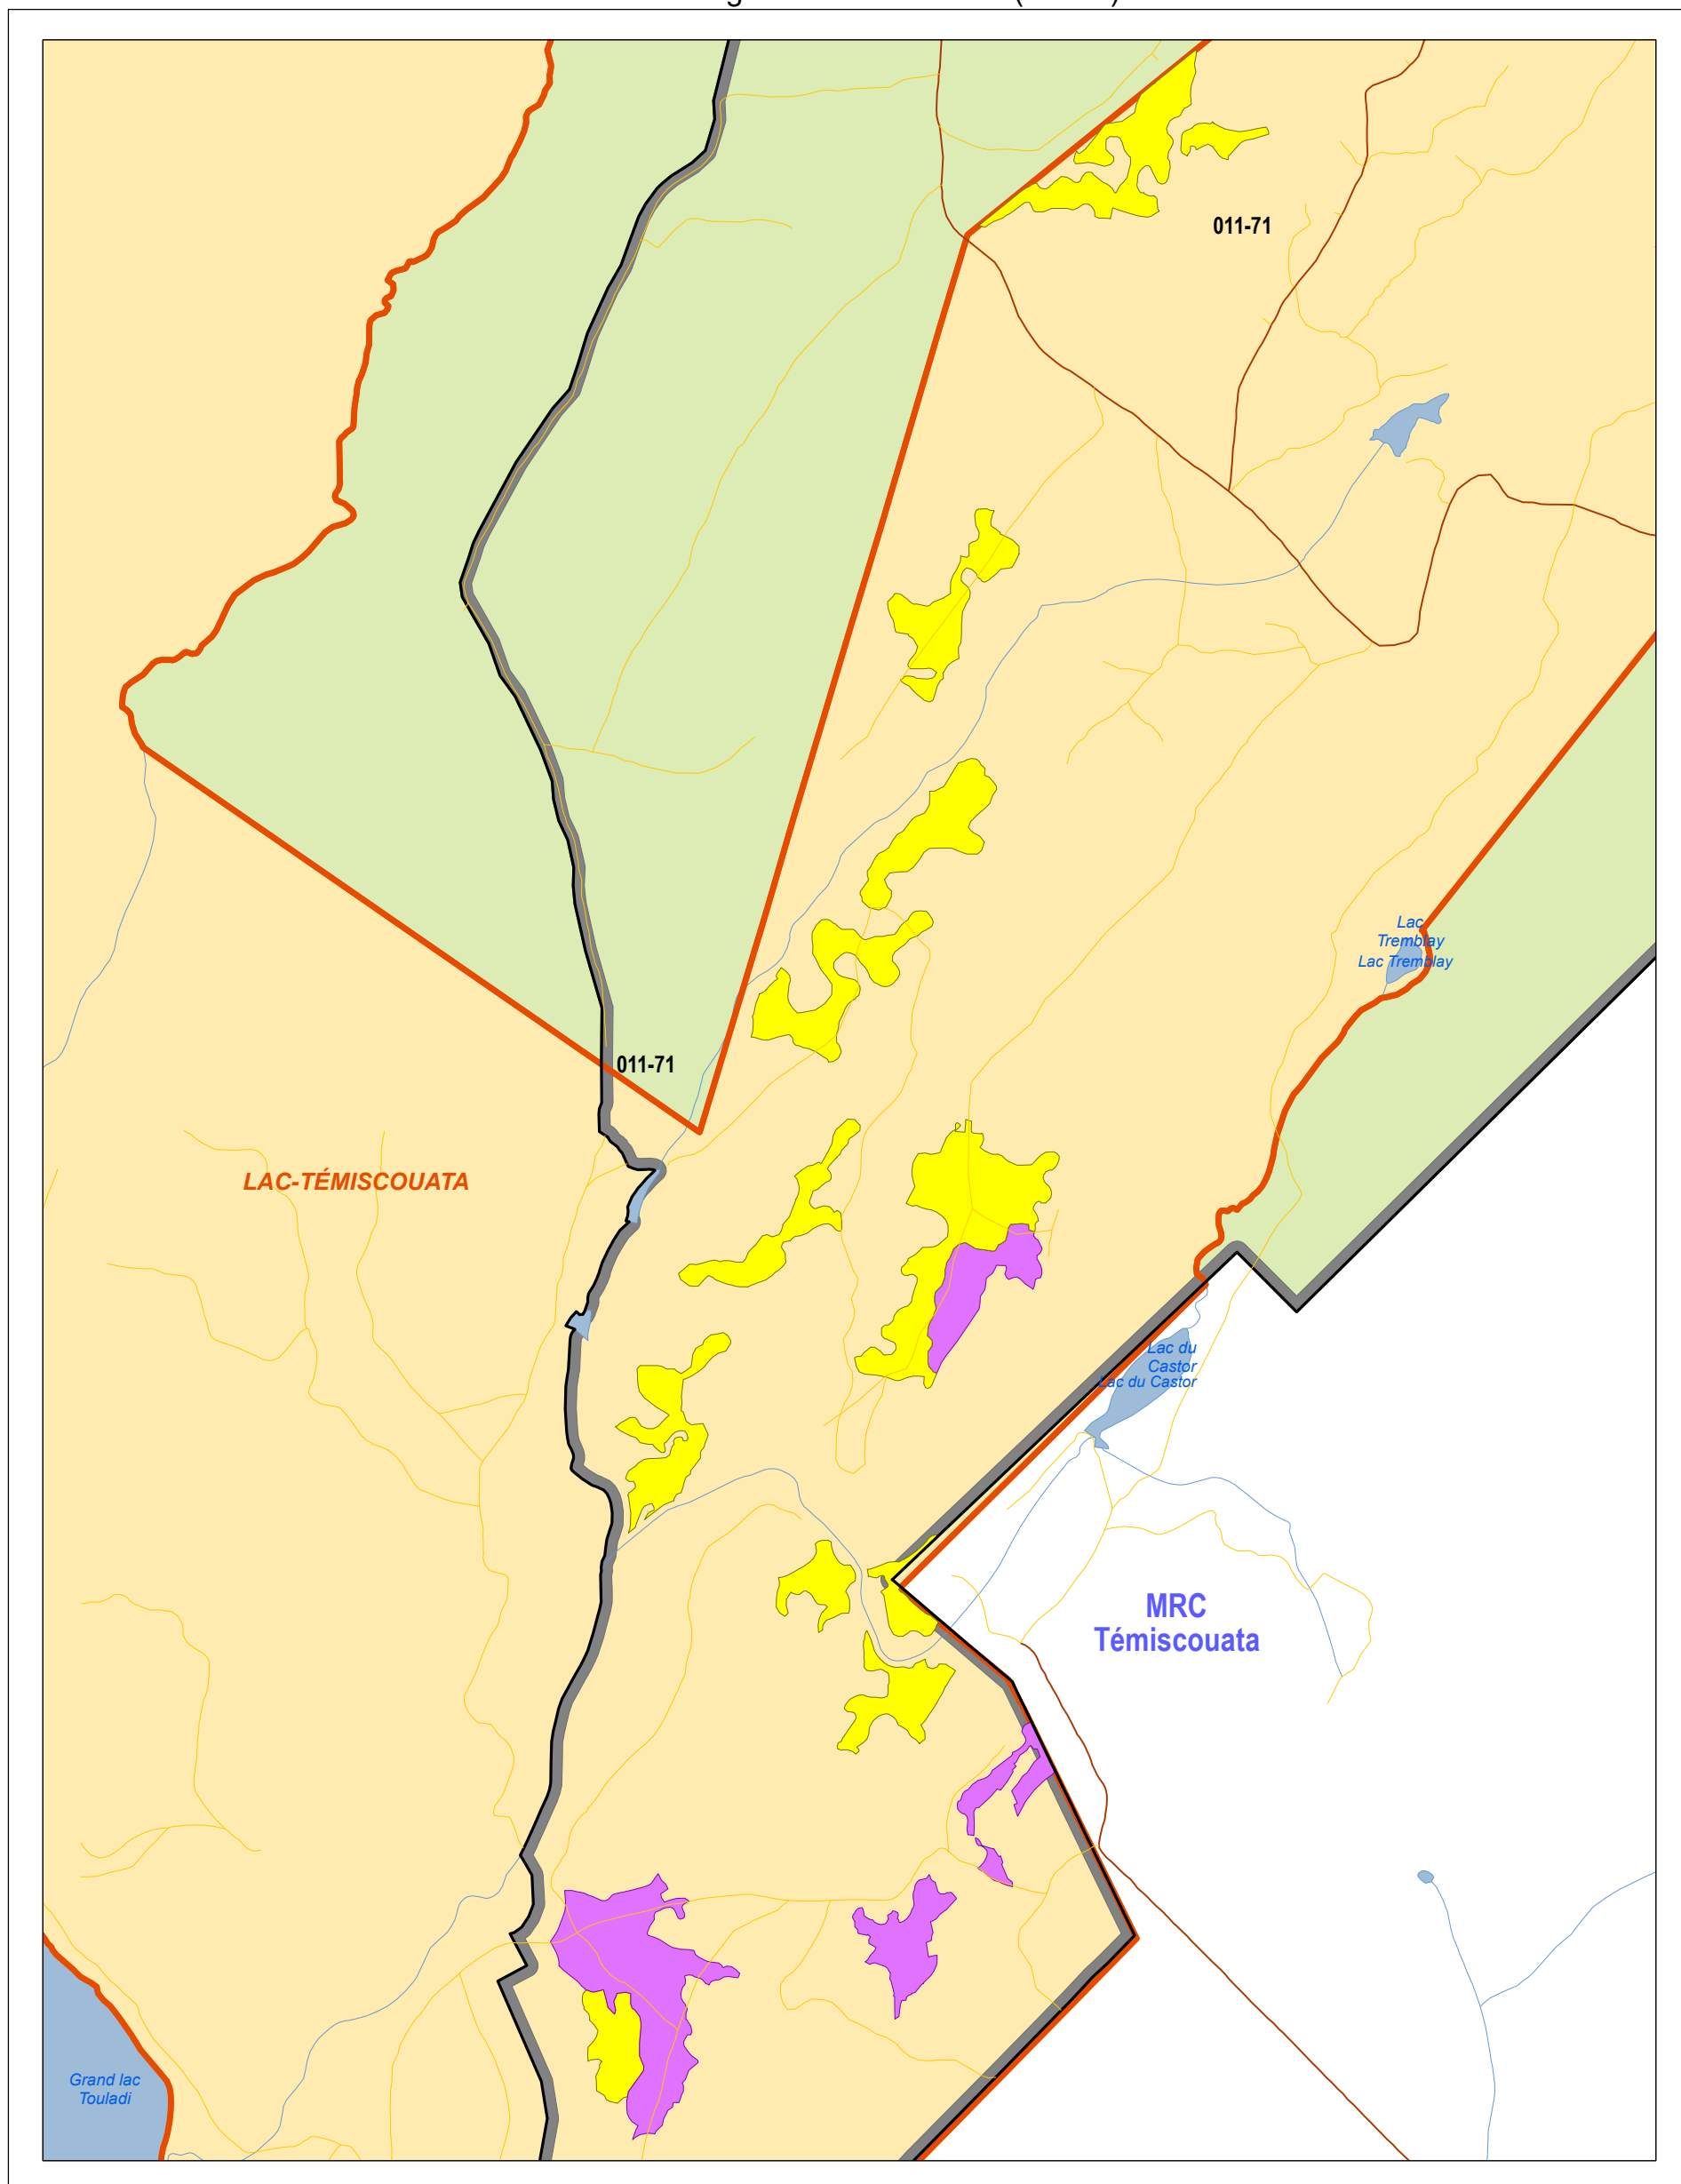 011-71
Lac
Tremblay
Lac Tremblay
011-71
LAC-TÉMISCOUATA
Lac du
Castor
Lac du Castor
MRC
Témiscouata
Grand lac
Touladi